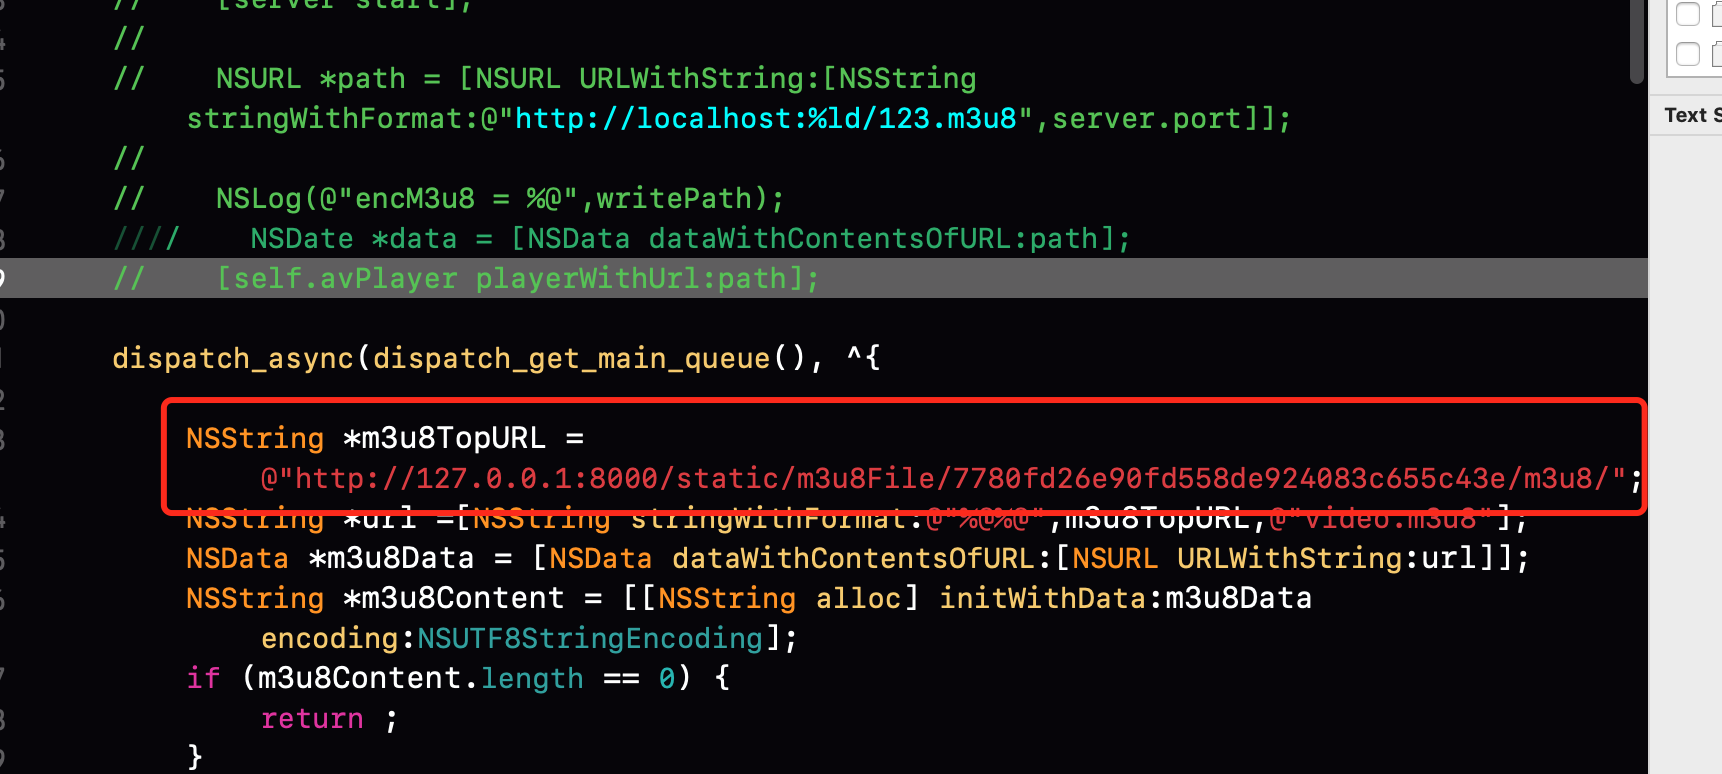 //    [server start];
//
//    NSURL *path = [NSURL URLWithString:[NSString
stringWithFormat:@"http://localhost:%ld/123.m3u8",server.port]];
//
//    NSLog(@"encM3u8 = %@",writePath);
////    NSDate *data = [NSData dataWithContentsOfURL:path];
//    [self.avPlayer playerWithUrl:path];
dispatch_async(dispatch_get_main_queue(), ^{
NSString *m3u8TopURL =
@"http://127.0.0.1:8000/static/m3u8File/7780fd26e90fd558de924083c655c43e/m3u8/";
NSString *url =[NSString stringWithFormat:@"%@%@",m3u8TopURL,@"video.m3u8"];
NSData *m3u8Data = [NSData dataWithContentsOfURL:[NSURL URLWithString:url]];
NSString *m3u8Content = [[NSString alloc] initWithData:m3u8Data
encoding:NSUTF8StringEncoding];
if (m3u8Content.length == 0) {
return ;
}
Text S